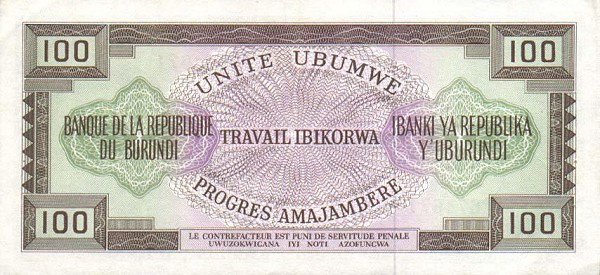 100
100
UNITE UBUMWE
BANQUE DE LA REPUBLIQUE
DU BURUNDI
TRAVAIL IBIKORWA
IBANKI YA REPUBLIKA
Y'UBURUNDI
PROGRES AMAJAMBERE
100
100
LE CONTREFACTEUR EST PUNI DE SERVITUDE PENALE
UWUZOKWIGANA IYI NOTI AZOFUNGWA